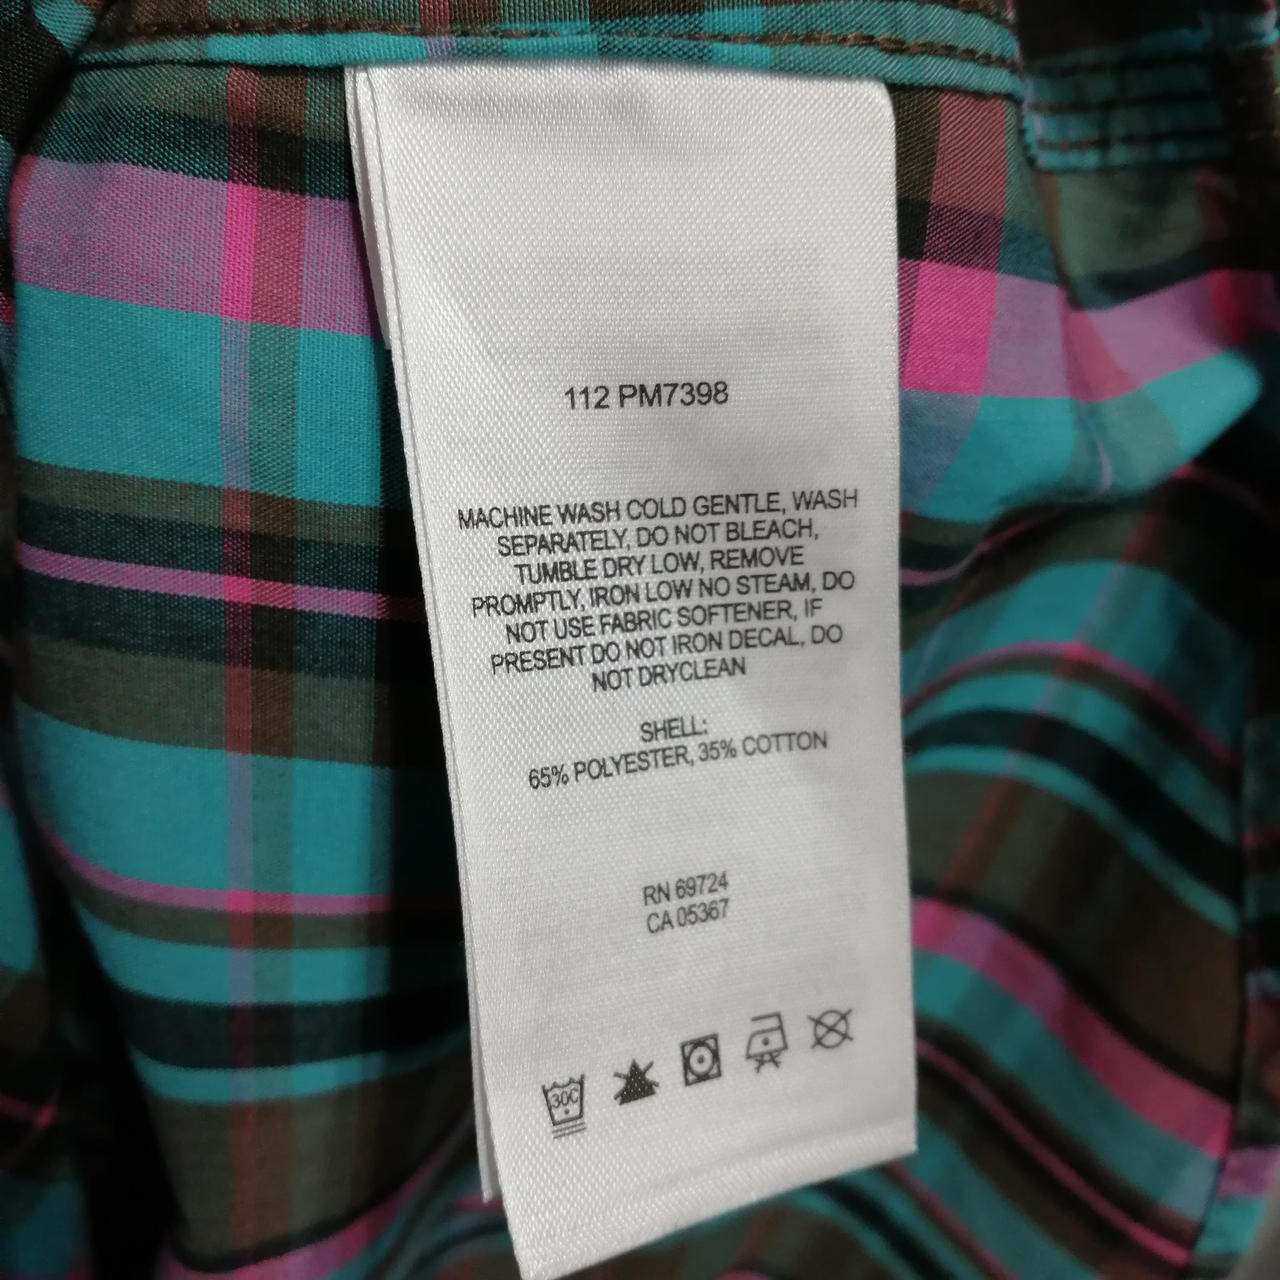 112 PM7398
MACHINE WASH COLD GENTLE, WASH
SEPARATELY, DO NOT BLEACH,
TUMBLE DRY LOW, REMOVE
PROMPTLY, IRON LOW NO STEAM, DO
NOT USE FABRIC SOFTENER, IF
PRESENT DO NOT IRON DECAL, DO
NOT DRYCLEAN
SHELL:
65% POLYESTER, 35% COTTON
RN 69724
CA 05367
30C